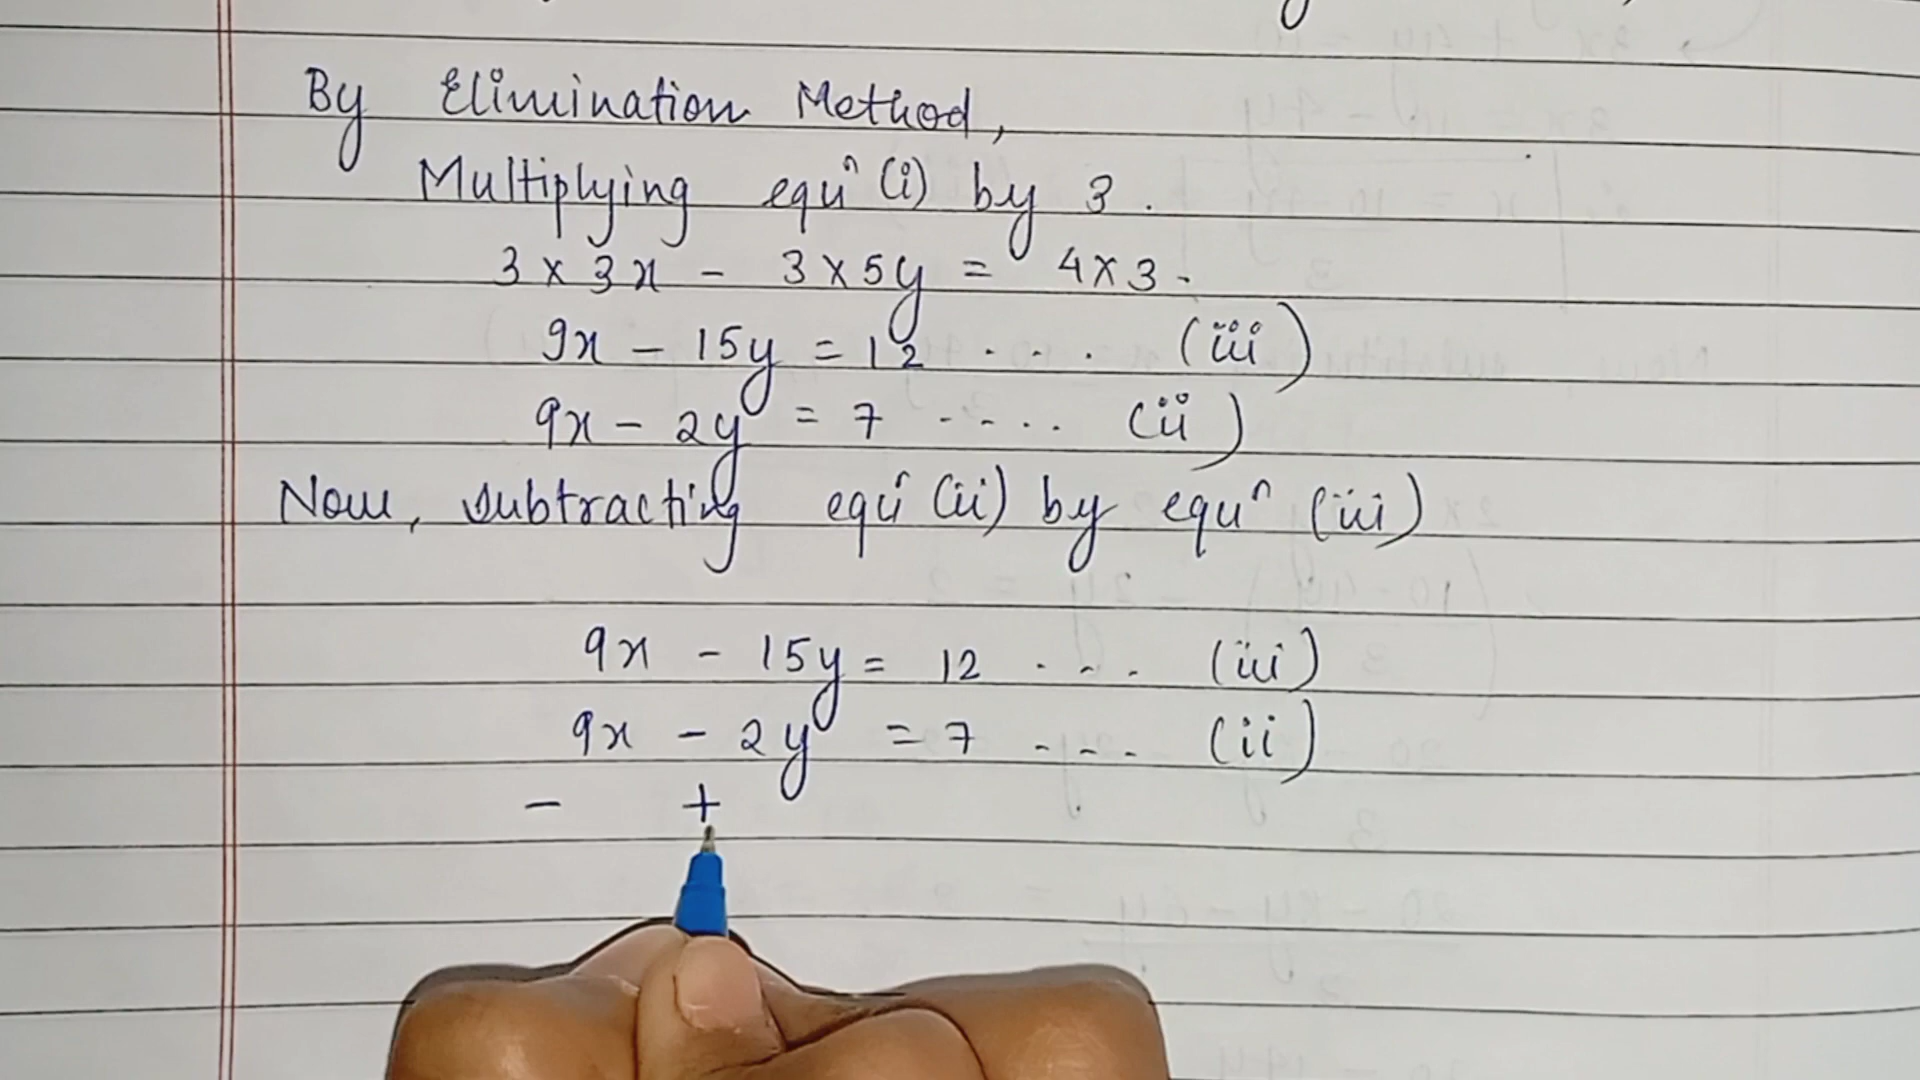 By Elimination Method,
Multiplying equⁿ (i) by 3.
3 × 3x - 3 × 5y = 4 × 3.
9x - 15y = 12 .... (iii)
9x - 2y = 7 ..... (ii)
Now, subtracting equⁿ (ii) by equⁿ (iii)
9x - 15y = 12 .... (iii)
9x - 2y = 7 .... (ii)
- +